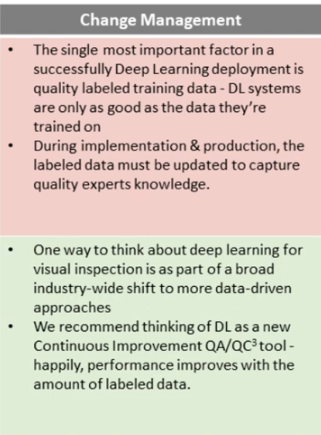 Change Management
• The single most important factor in a
successfully Deep Learning deployment is
quality labeled training data - DL systems
are only as good as the data they're
trained on
• During implementation & production, the
labeled data must be updated to capture
quality experts knowledge.
• One way to think about deep learning for
visual inspection is as part of a broad
industry-wide shift to more data-driven
approaches
• We recommend thinking of DL as a new
Continuous Improvement QA/QC³ tool -
happily, performance improves with the
amount of labeled data.